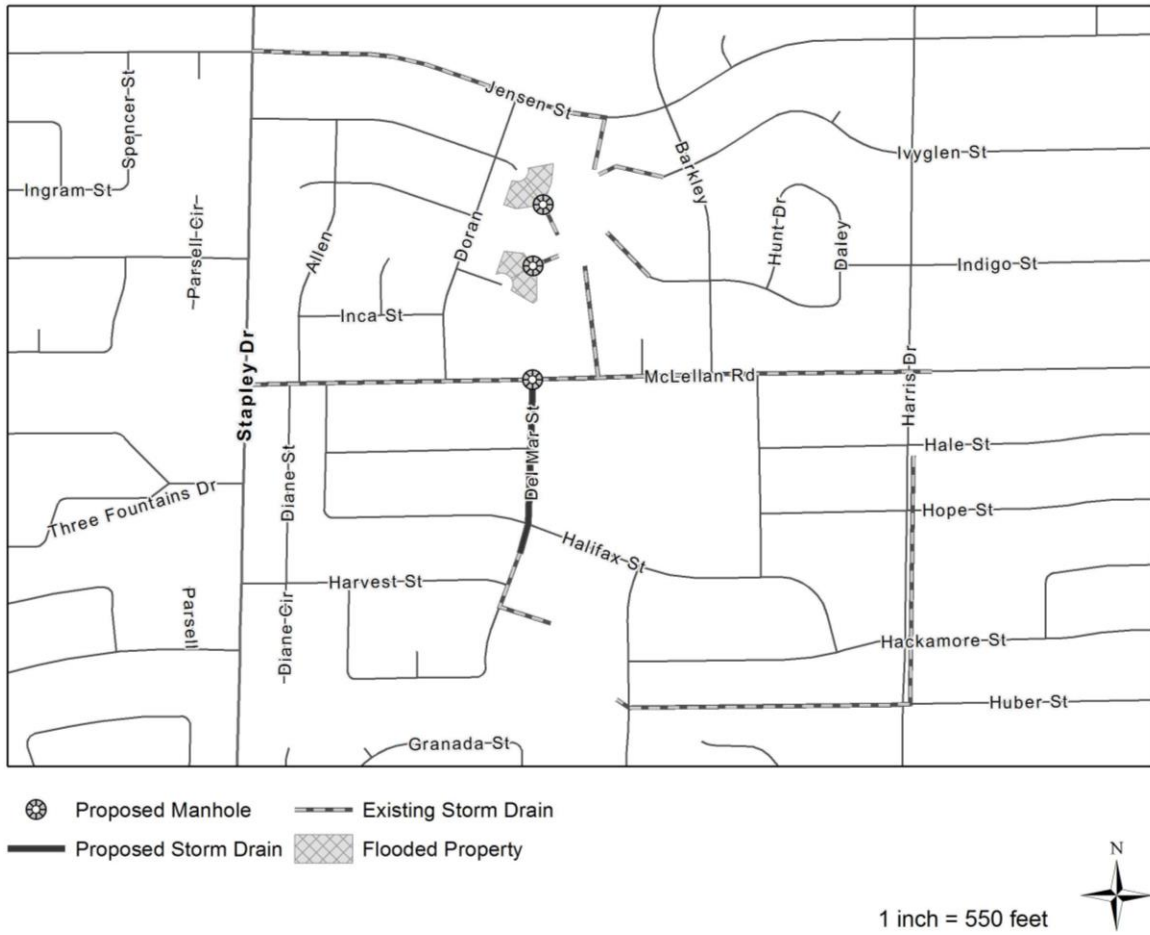 Jensen St
Spencer St
Barkley
Ivyglen St
Ingram St
Parsell Cir
Hunt Dr
Doran
Allen
Daley
Indigo St
Inca St
Stapley Dr
McLellan Rd
Harris Dr
Del Mar St
Hale St
Diane St
Three Fountains Dr
Hope St
Halifax St
Harvest St
Parsell
Diane Cir
Hackamore St
Huber St
Granada St
Proposed Manhole
Existing Storm Drain
Proposed Storm Drain
Flooded Property
N
1 inch = 550 feet